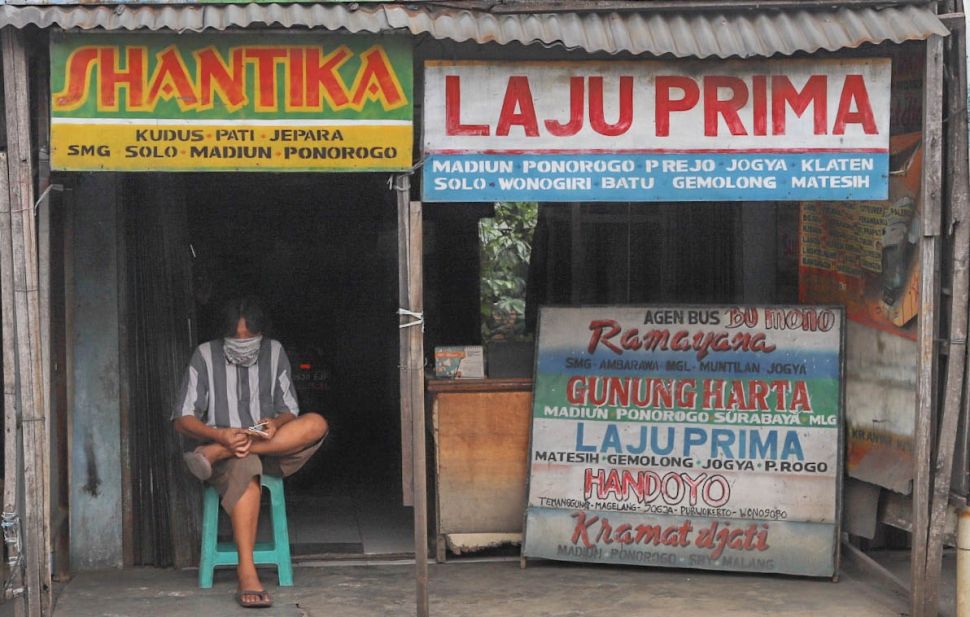 SHANTIKA
KUDUS • PATI • JEPARA
SMG SOLO • MADIUN • PONOROGO
LAJU PRIMA
MADIUN PONOROGO PREJO • JOGYA KLATEN
SOLO • WONOGIRI • BATU GEMOLONG MATESIH
AGEN BUS BU MONO
Ramayana
SMG • AMBARAWA MGL • MUNTILAN JOGYA
GUNUNG HARTA
MADIUN PONOROGO SURABAYA MLG
LAJU PRIMA
MATESIH • GEMOLONG • JOGYA • P.ROGO
HANDOYO
TEMANGGUNG - MAGELANG - JOGJA - PURWOKERTO - WONOSOBO
Kramat djati
MADIUN • PONOROGO • SBY • MALANG